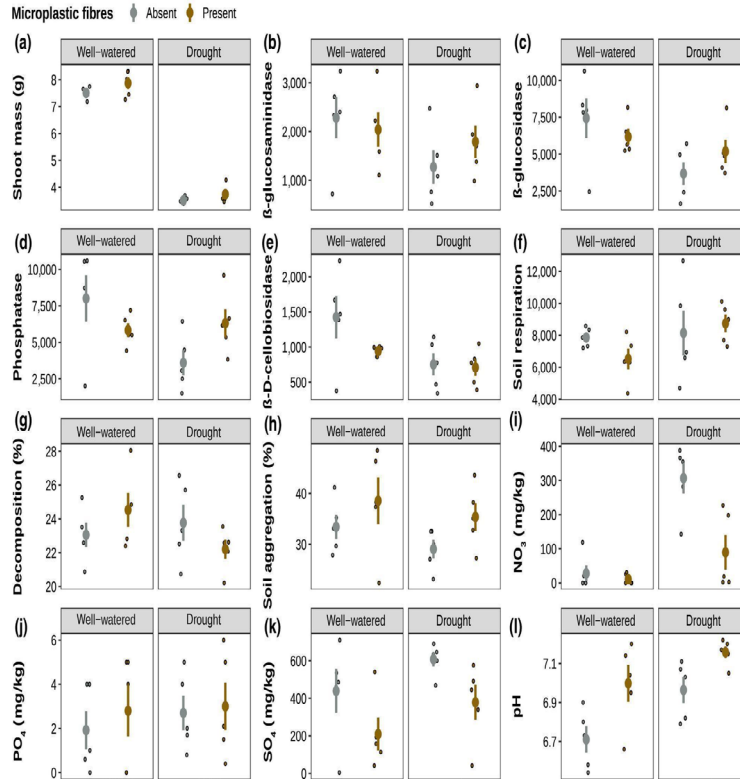 Microplastic fibres Absent Present
(a) Well-watered Drought
Shoot mass (g)
8
7
6
5
4
(b) Well-watered Drought
ß-glucosaminidase
3,000
2,000
1,000
(c) Well-watered Drought
ß-glucosidase
10,000
7,500
5,000
2,500
(d) Well-watered Drought
Phosphatase
10,000
7,500
5,000
2,500
(e) Well-watered Drought
ß-D-cellobiosidase
2,000
1,500
1,000
500
(f) Well-watered Drought
Soil respiration
12,000
10,000
8,000
6,000
4,000
(g) Well-watered Drought
Decomposition (%)
28
26
24
22
20
(h) Well-watered Drought
Soil aggregation (%)
40
30
(i) Well-watered Drought
NO₃ (mg/kg)
400
300
200
100
0
(j) Well-watered Drought
PO₄ (mg/kg)
6
4
2
0
(k) Well-watered Drought
SO₄ (mg/kg)
600
400
200
0
(l) Well-watered Drought
pH
7.1
6.7